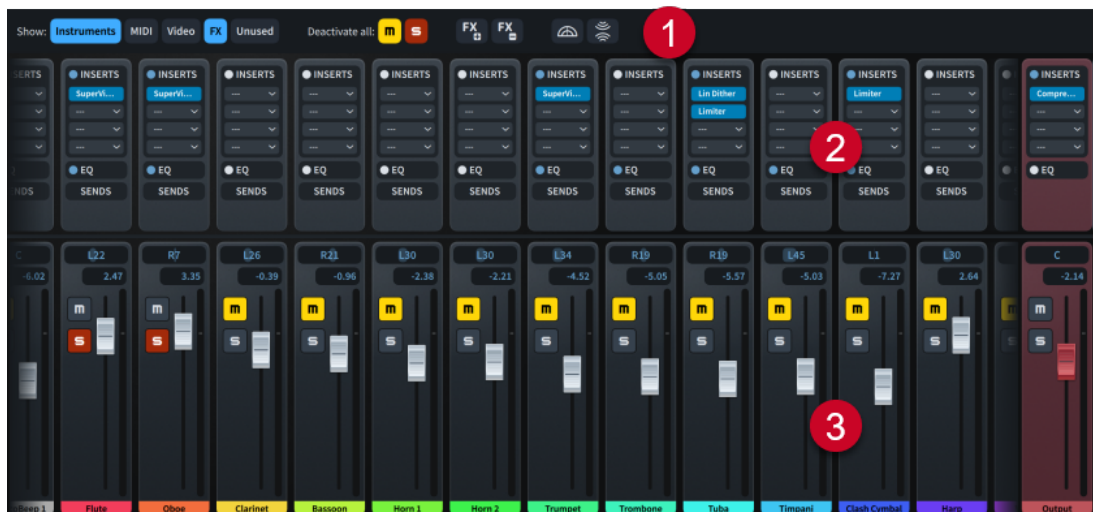 Show: Instruments MIDI Video FX Unused Deactivate all: m s FX FX 1
SERTS INSERTS INSERTS INSERTS INSERTS INSERTS INSERTS INSERTS INSERTS INSERTS INSERTS INSERTS INSERTS INSERTS
SuperVi... SuperVi... --- --- --- --- SuperVi... --- Lin Dither --- Limiter --- Compre...
--- --- --- --- --- --- --- --- Limiter --- --- --- ---
--- --- --- --- --- --- --- --- --- --- --- --- ---
--- --- --- --- --- --- --- --- --- --- --- --- ---
2
EQ EQ EQ EQ EQ EQ EQ EQ EQ EQ EQ EQ EQ
NDS SENDS SENDS SENDS SENDS SENDS SENDS SENDS SENDS SENDS SENDS SENDS SENDS
C L22 R7 L26 R21 L30 L30 L34 R19 R19 L45 L1 L30 C
-6.02 2.47 3.35 -0.39 -0.96 -2.38 -2.21 -4.52 -5.05 -5.57 -5.03 -7.27 2.64 -2.14
m m m m m m m m m m m m m m
s s s s s s s s s s s s s s
3
Flute Oboe Clarinet Bassoon Horn 1 Horn 2 Trumpet Trombone Tuba Timpani Clash Cymbal Harp Output